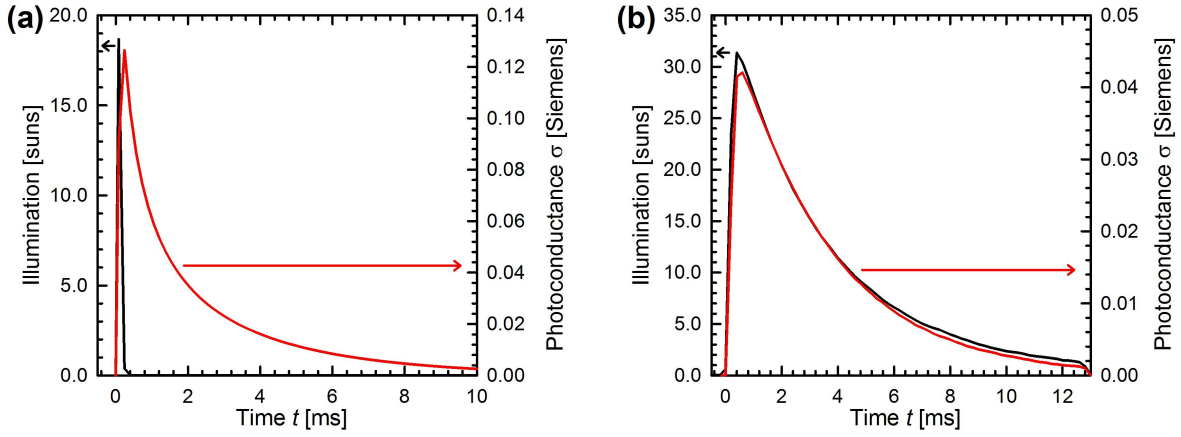 (a)
20.0
15.0
10.0
5.0
0.0
Illumination [suns]
0 2 4 6 8 10
Time t [ms]
0.14
0.12
0.10
0.08
0.06
0.04
0.02
0.00
Photoconductance σ [Siemens]
(b)
35.0
30.0
25.0
20.0
15.0
10.0
5.0
0.0
Illumination [suns]
0 2 4 6 8 10 12
Time t [ms]
0.05
0.04
0.03
0.02
0.01
0.00
Photoconductance σ [Siemens]